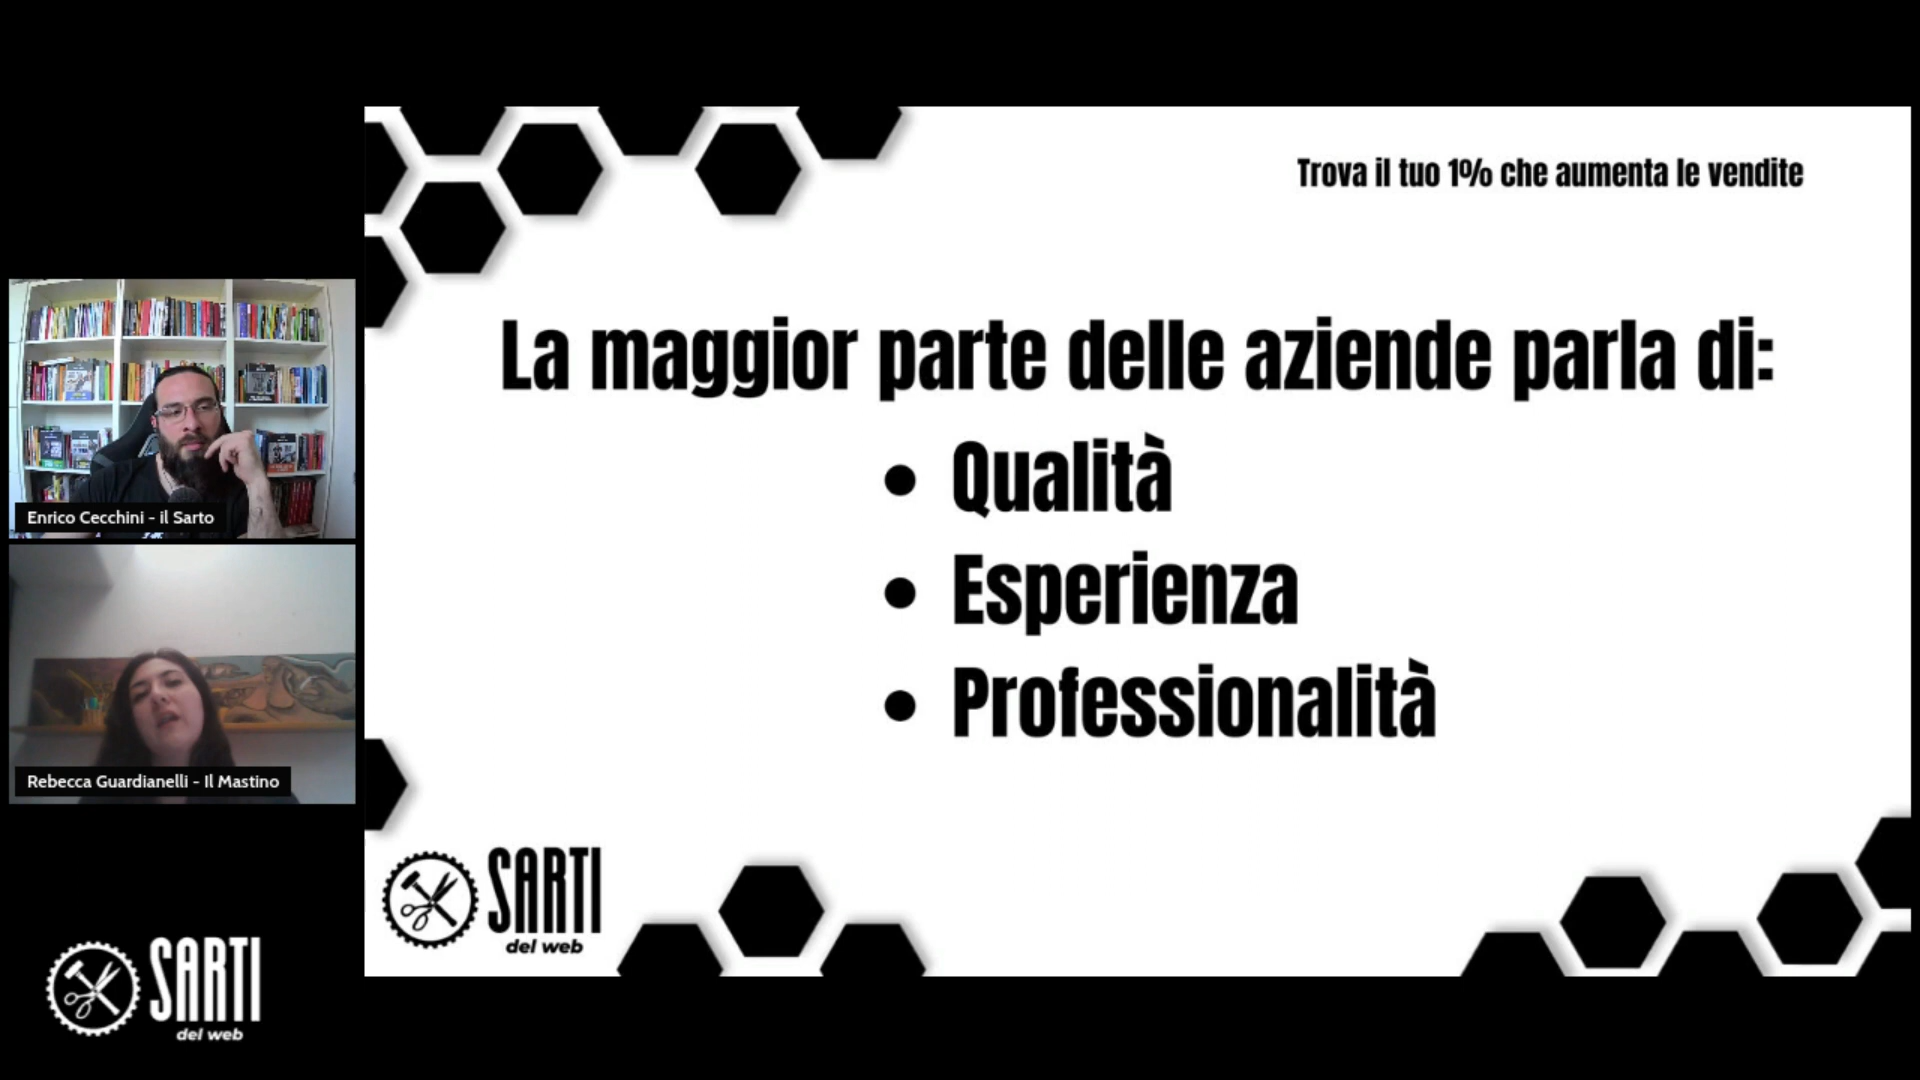 Trova il tuo 1% che aumenta le vendite
La maggior parte delle aziende parla di:
• Qualità
• Esperienza
• Professionalità
Enrico Cecchini - il Sarto
Rebecca Guardianelli - Il Mastino
SARTI
del web
SARTI
del web